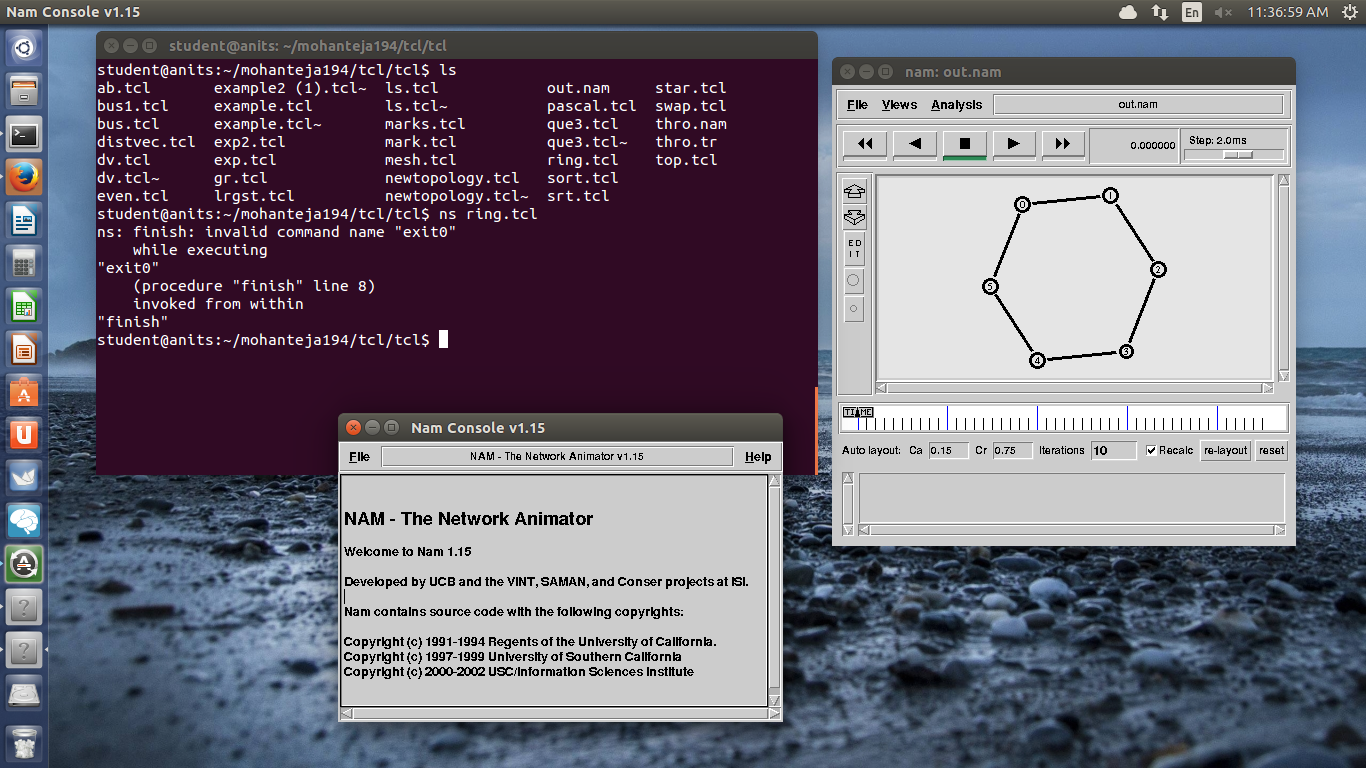 Nam Console v1.15
En
11:36:59 AM
student@anits: ~/mohanteja194/tcl/tcl
student@anits:~/mohanteja194/tcl/tcl$ ls
ab.tcl example2 (1).tcl~ ls.tcl out.nam star.tcl
bus1.tcl example.tcl ls.tcl~ pascal.tcl swap.tcl
bus.tcl example.tcl~ marks.tcl que3.tcl thro.nam
distvec.tcl exp2.tcl mark.tcl que3.tcl~ thro.tr
dv.tcl exp.tcl mesh.tcl ring.tcl top.tcl
dv.tcl~ gr.tcl newtopology.tcl sort.tcl
even.tcl lrgst.tcl newtopology.tcl~ srt.tcl
student@anits:~/mohanteja194/tcl/tcl$ ns ring.tcl
ns: finish: invalid command name "exit0"
while executing
"exit0"
(procedure "finish" line 8)
invoked from within
"finish"
student@anits:~/mohanteja194/tcl/tcl$
nam: out.nam
File Views Analysis out.nam
0.000000 Step: 2.0ms
ED
IT
0
1
2
3
4
5
TIME
Auto layout: Ca 0.15 Cr 0.75 Iterations 10 Recalc re-layout reset
Nam Console v1.15
File NAM - The Network Animator v1.15 Help
NAM - The Network Animator
Welcome to Nam 1.15
Developed by UCB and the VINT, SAMAN, and Conser projects at ISI.
Nam contains source code with the following copyrights:
Copyright (c) 1991-1994 Regents of the University of California.
Copyright (c) 1997-1999 University of Southern California
Copyright (c) 2000-2002 USC/Information Sciences Institute